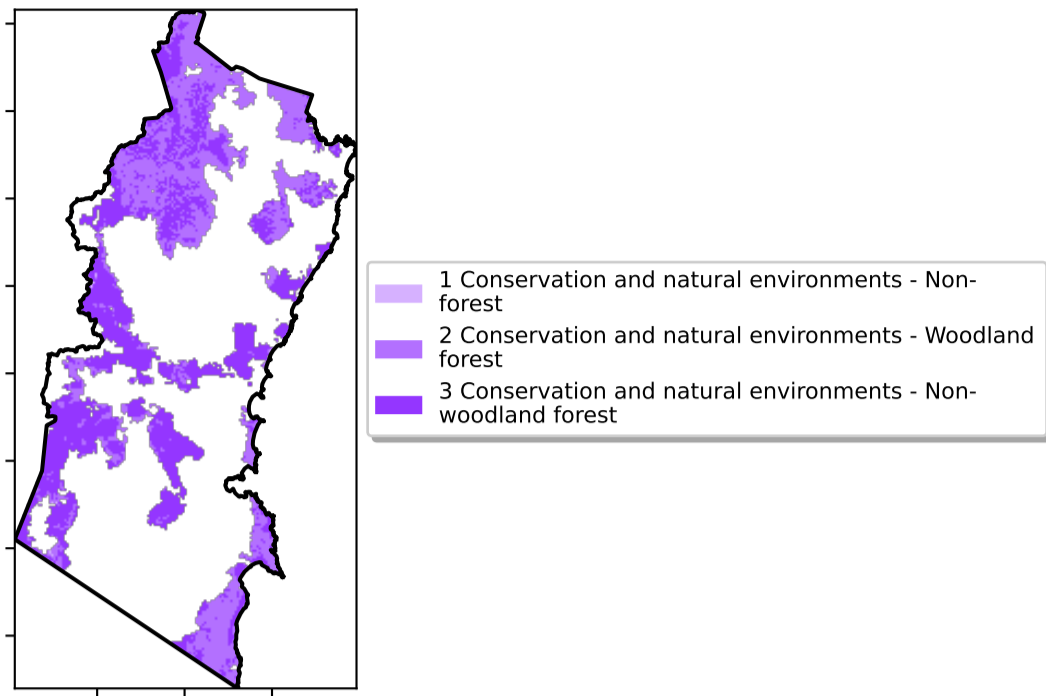 1 Conservation and natural environments - Non-
forest
2 Conservation and natural environments - Woodland
forest
3 Conservation and natural environments - Non-
woodland forest